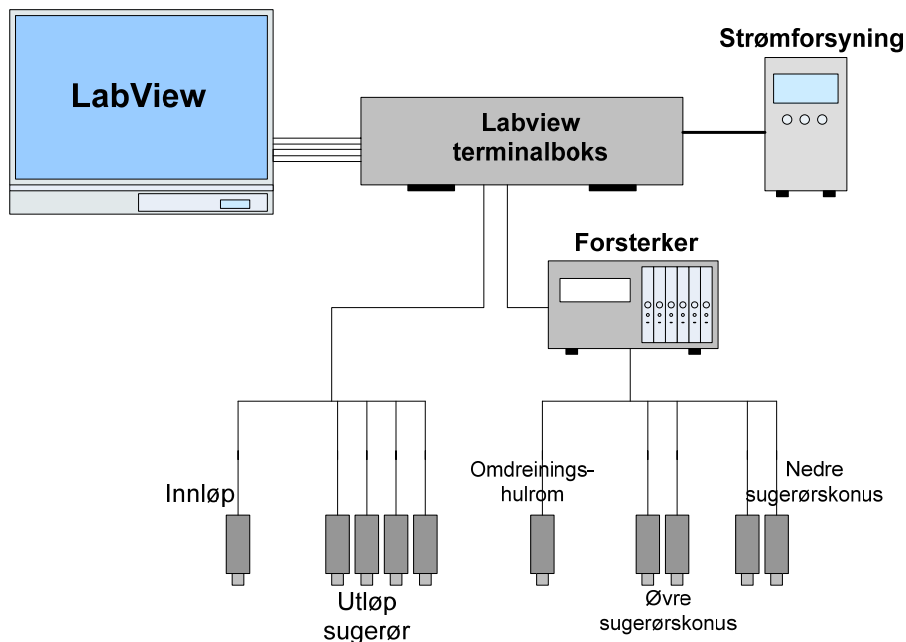 Strømforsyning
LabView
Labview
terminalboks
Forsterker
Innløp
Omdreinings-
hulrom
Nedre
sugerørskonus
Utløp
sugerør
Øvre
sugerørskonus